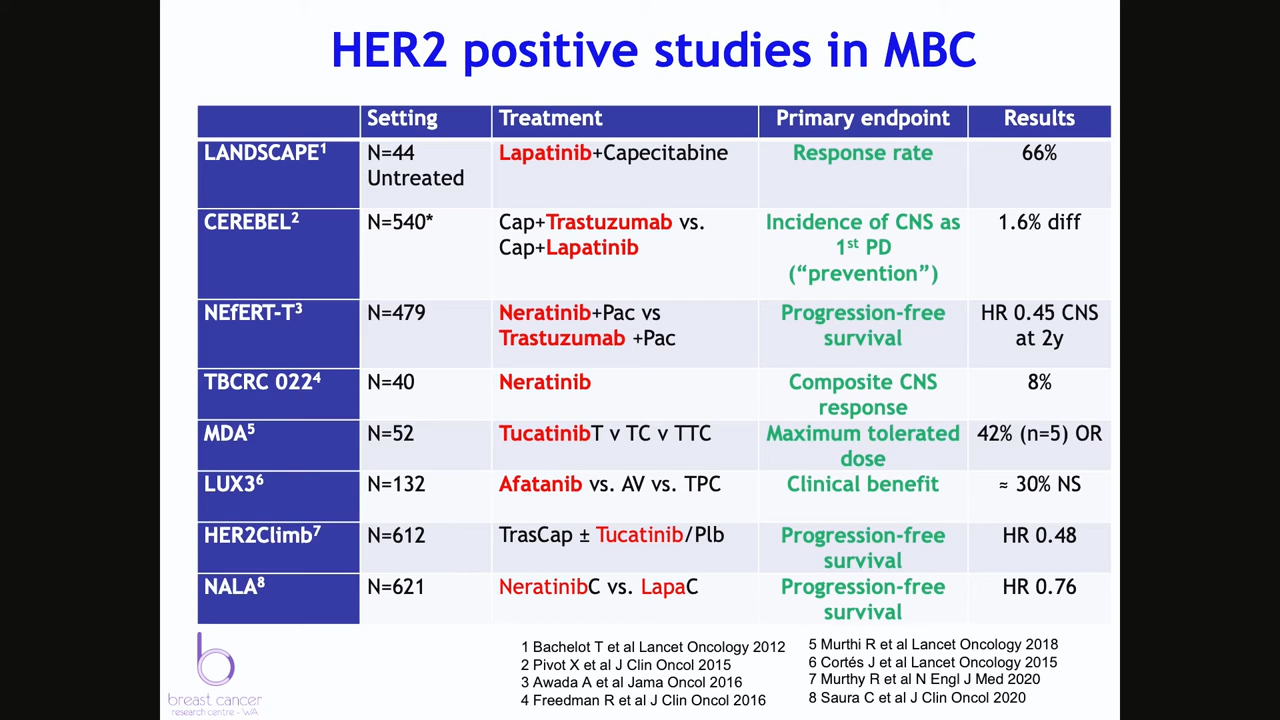 HER2 positive studies in MBC
Setting Treatment Primary endpoint Results
LANDSCAPE1 N=44 Lapatinib+Capecitabine Response rate 66%
Untreated
CEREBEL2 N=540* Cap+Trastuzumab vs. Incidence of CNS as 1.6% diff
Cap+Lapatinib 1st PD
(“prevention”)
NEfERT-T3 N=479 Neratinib+Pac vs Progression-free HR 0.45 CNS
Trastuzumab +Pac survival at 2y
TBCRC 0224 N=40 Neratinib Composite CNS 8%
response
MDA5 N=52 TucatinibT v TC v TTC Maximum tolerated 42% (n=5) OR
dose
LUX36 N=132 Afatanib vs. AV vs. TPC Clinical benefit ≈ 30% NS
HER2Climb7 N=612 TrasCap ± Tucatinib/Plb Progression-free HR 0.48
survival
NALA8 N=621 NeratinibC vs. LapaC Progression-free HR 0.76
survival
1 Bachelot T et al Lancet Oncology 2012
2 Pivot X et al J Clin Oncol 2015
3 Awada A et al Jama Oncol 2016
4 Freedman R et al J Clin Oncol 2016
5 Murthi R et al Lancet Oncology 2018
6 Cortés J et al Lancet Oncology 2015
7 Murthy R et al N Engl J Med 2020
8 Saura C et al J Clin Oncol 2020
breast cancer
research centre - WA